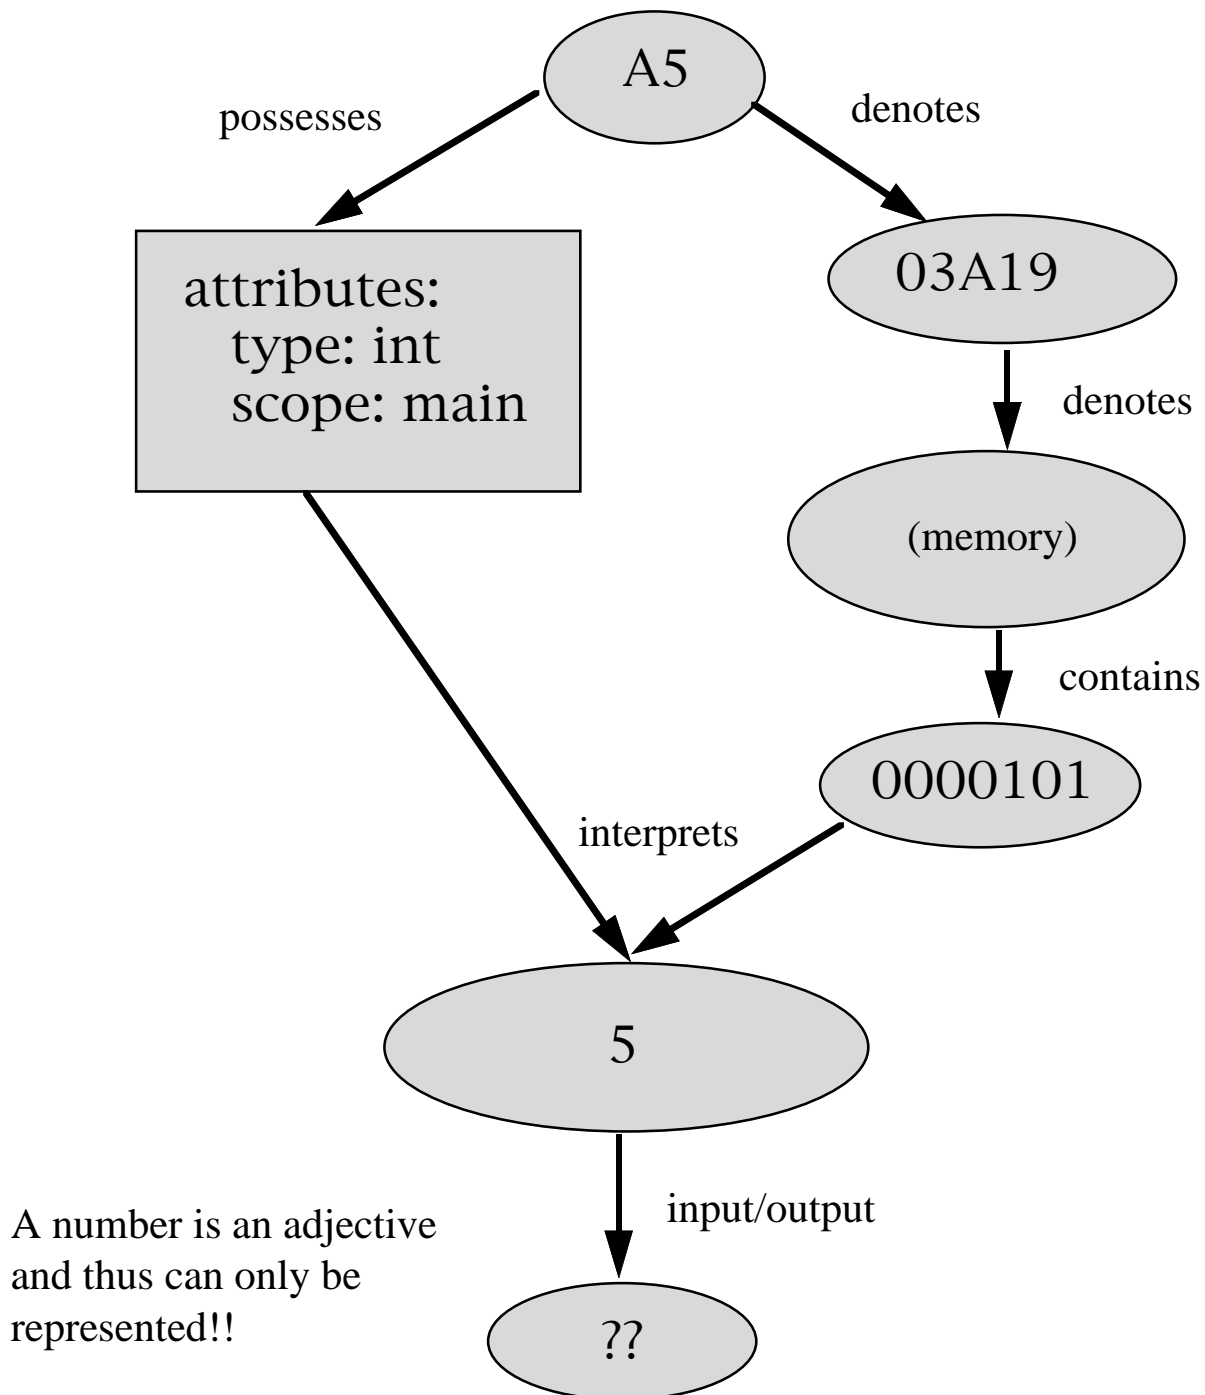 A5
possesses
denotes
attributes:
type: int
scope: main
03A19
denotes
(memory)
contains
0000101
interprets
5
input/output
A number is an adjective
and thus can only be
represented!!
??